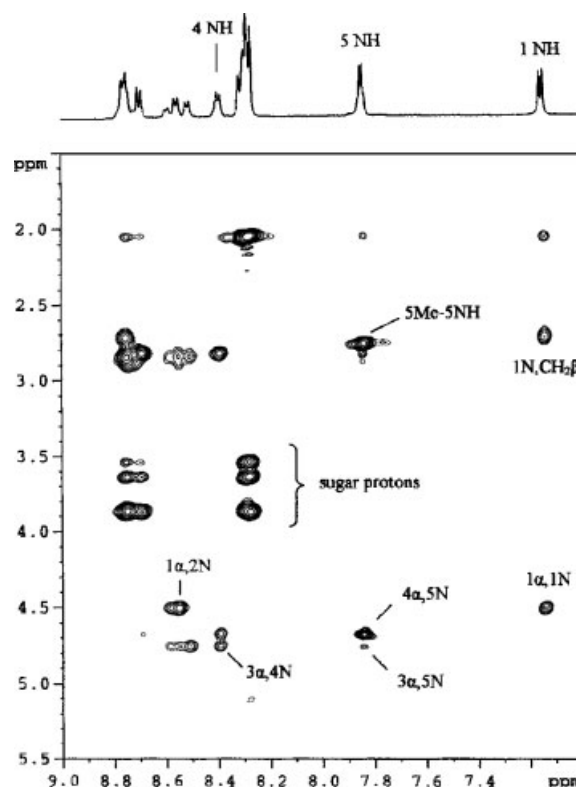 4 NH 5 NH 1 NH
ppm
2.0
2.5
5Me-5NH
3.0
1N,CH₂β
3.5
sugar protons
4.0
1α,2N 4α,5N 1α,1N
4.5
3α,4N 3α,5N
5.0
5.5
9.0 8.8 8.6 8.4 8.2 8.0 7.8 7.6 7.4 ppm